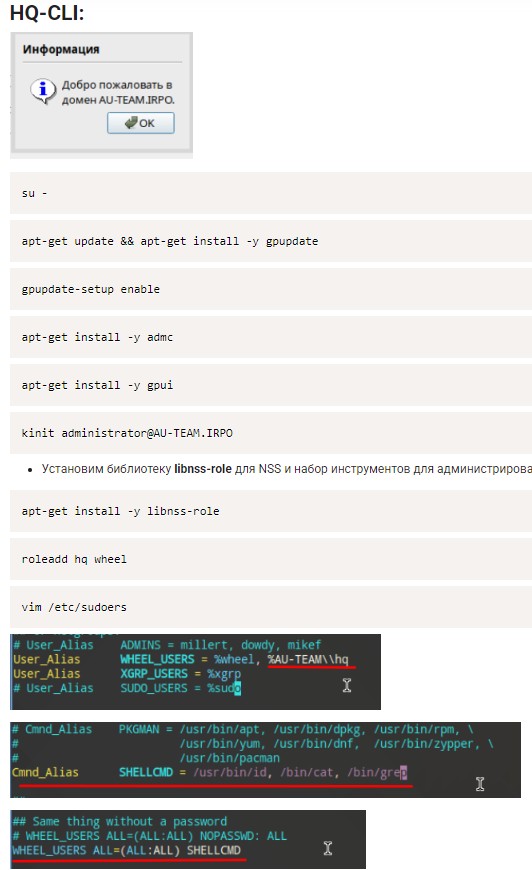 HQ-CLI:
Информация
Добро пожаловать в
домен AU-TEAM.IRPO.
OK
su -
apt-get update && apt-get install -y gpupdate
gpupdate-setup enable
apt-get install -y admc
apt-get install -y gpui
kinit administrator@AU-TEAM.IRPO
• Установим библиотеку libnss-role для NSS и набор инструментов для администрирова
apt-get install -y libnss-role
roleadd hq wheel
vim /etc/sudoers
# User_Alias ADMINS = millert, dowdy, mikef
User_Alias WHEEL_USERS = %wheel, %AU-TEAM\\hq
User_Alias XGRP_USERS = %xgrp
# User_Alias SUDO_USERS = %sudo
# Cmnd_Alias PKGMAN = /usr/bin/apt, /usr/bin/dpkg, /usr/bin/rpm, \
# /usr/bin/yum, /usr/bin/dnf, /usr/bin/zypper, \
# /usr/bin/pacman
Cmnd_Alias SHELLCMD = /usr/bin/id, /bin/cat, /bin/grep
## Same thing without a password
# WHEEL_USERS ALL=(ALL:ALL) NOPASSWD: ALL
WHEEL_USERS ALL=(ALL:ALL) SHELLCMD